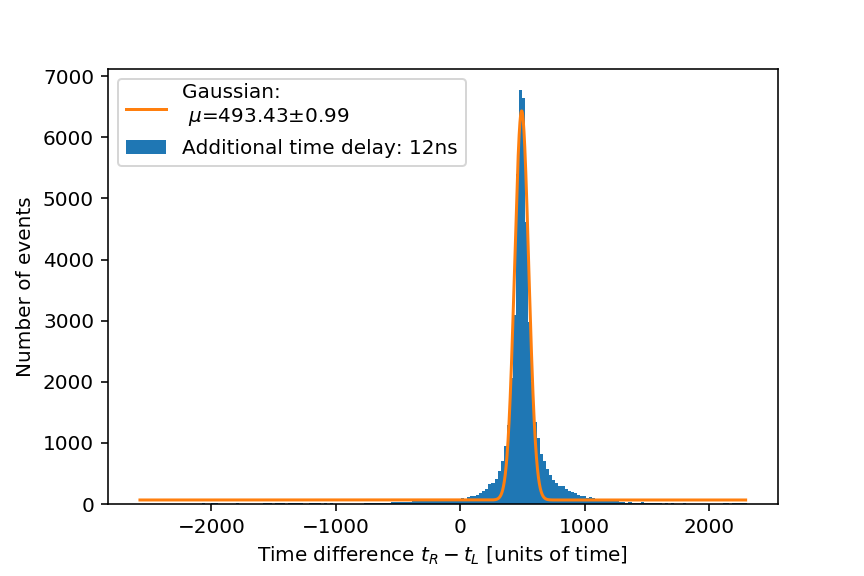 7000
6000
5000
4000
3000
2000
1000
0
Number of events
Gaussian:
μ=493.43±0.99
Additional time delay: 12ns
−2000 −1000 0 1000 2000
Time difference t_R − t_L [units of time]